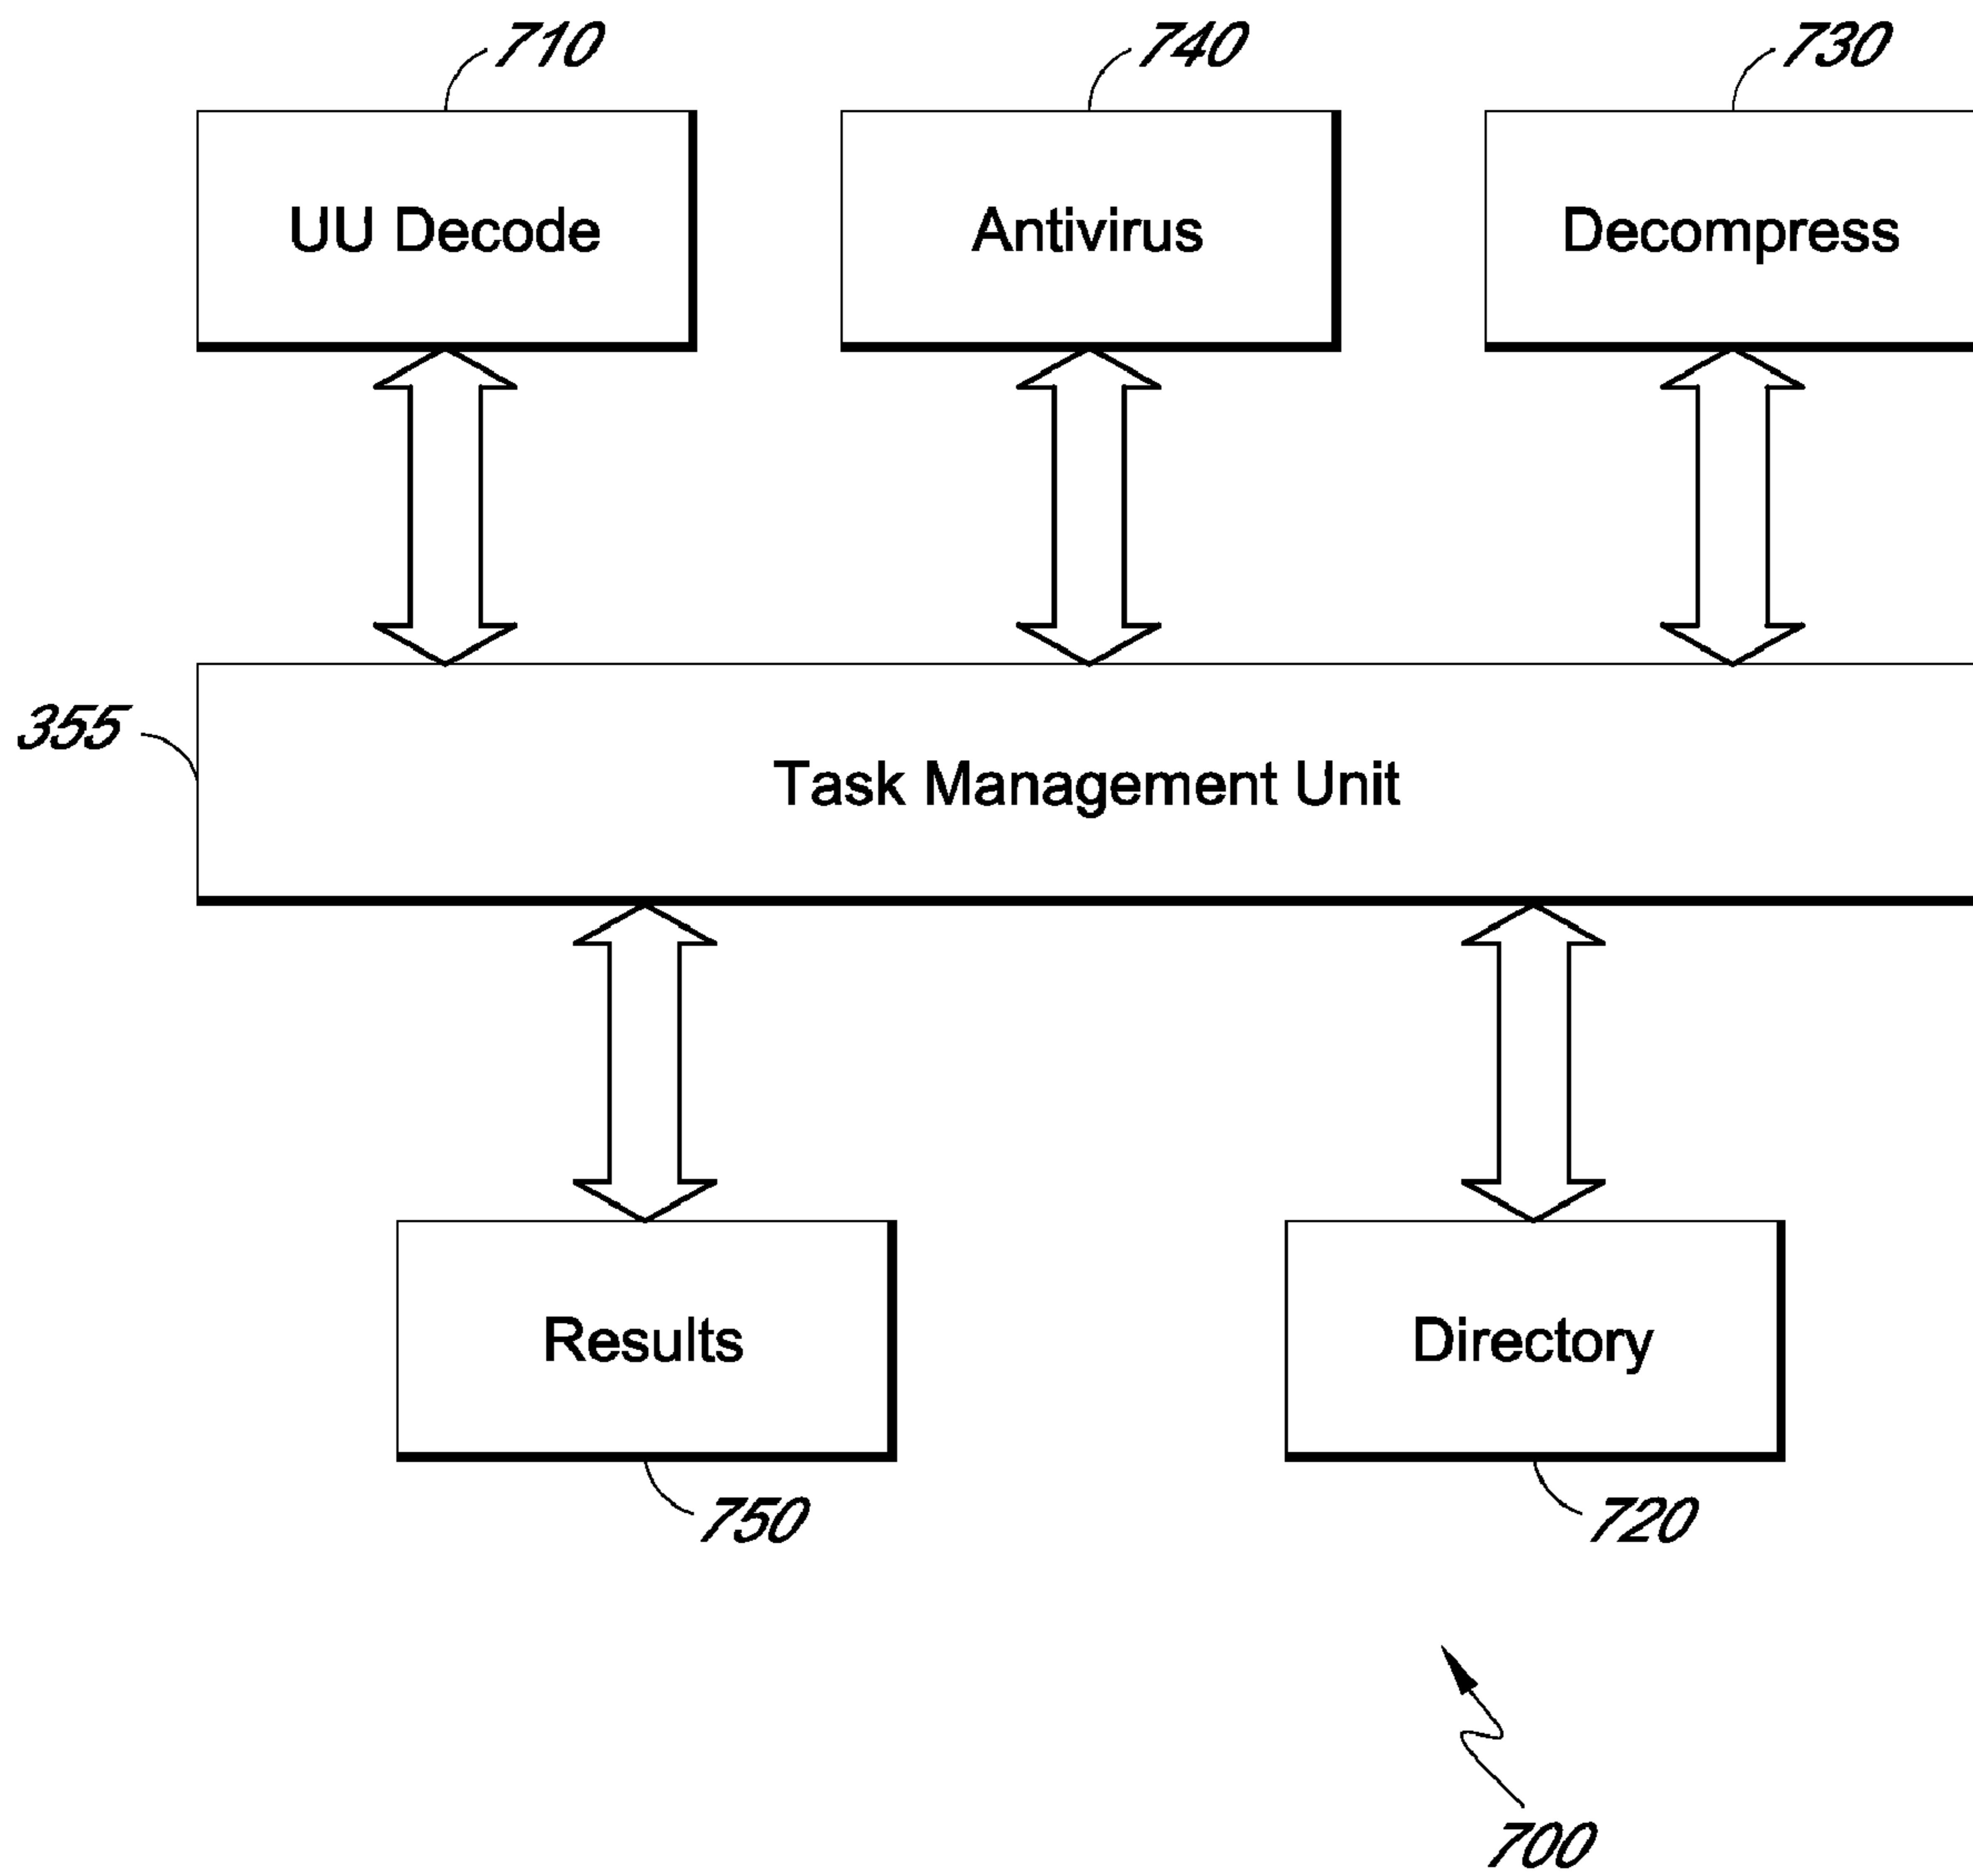 710
740
730
UU Decode
Antivirus
Decompress
355
Task Management Unit
Results
Directory
750
720
700